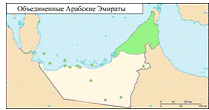 Объединенные Арабские Эмираты